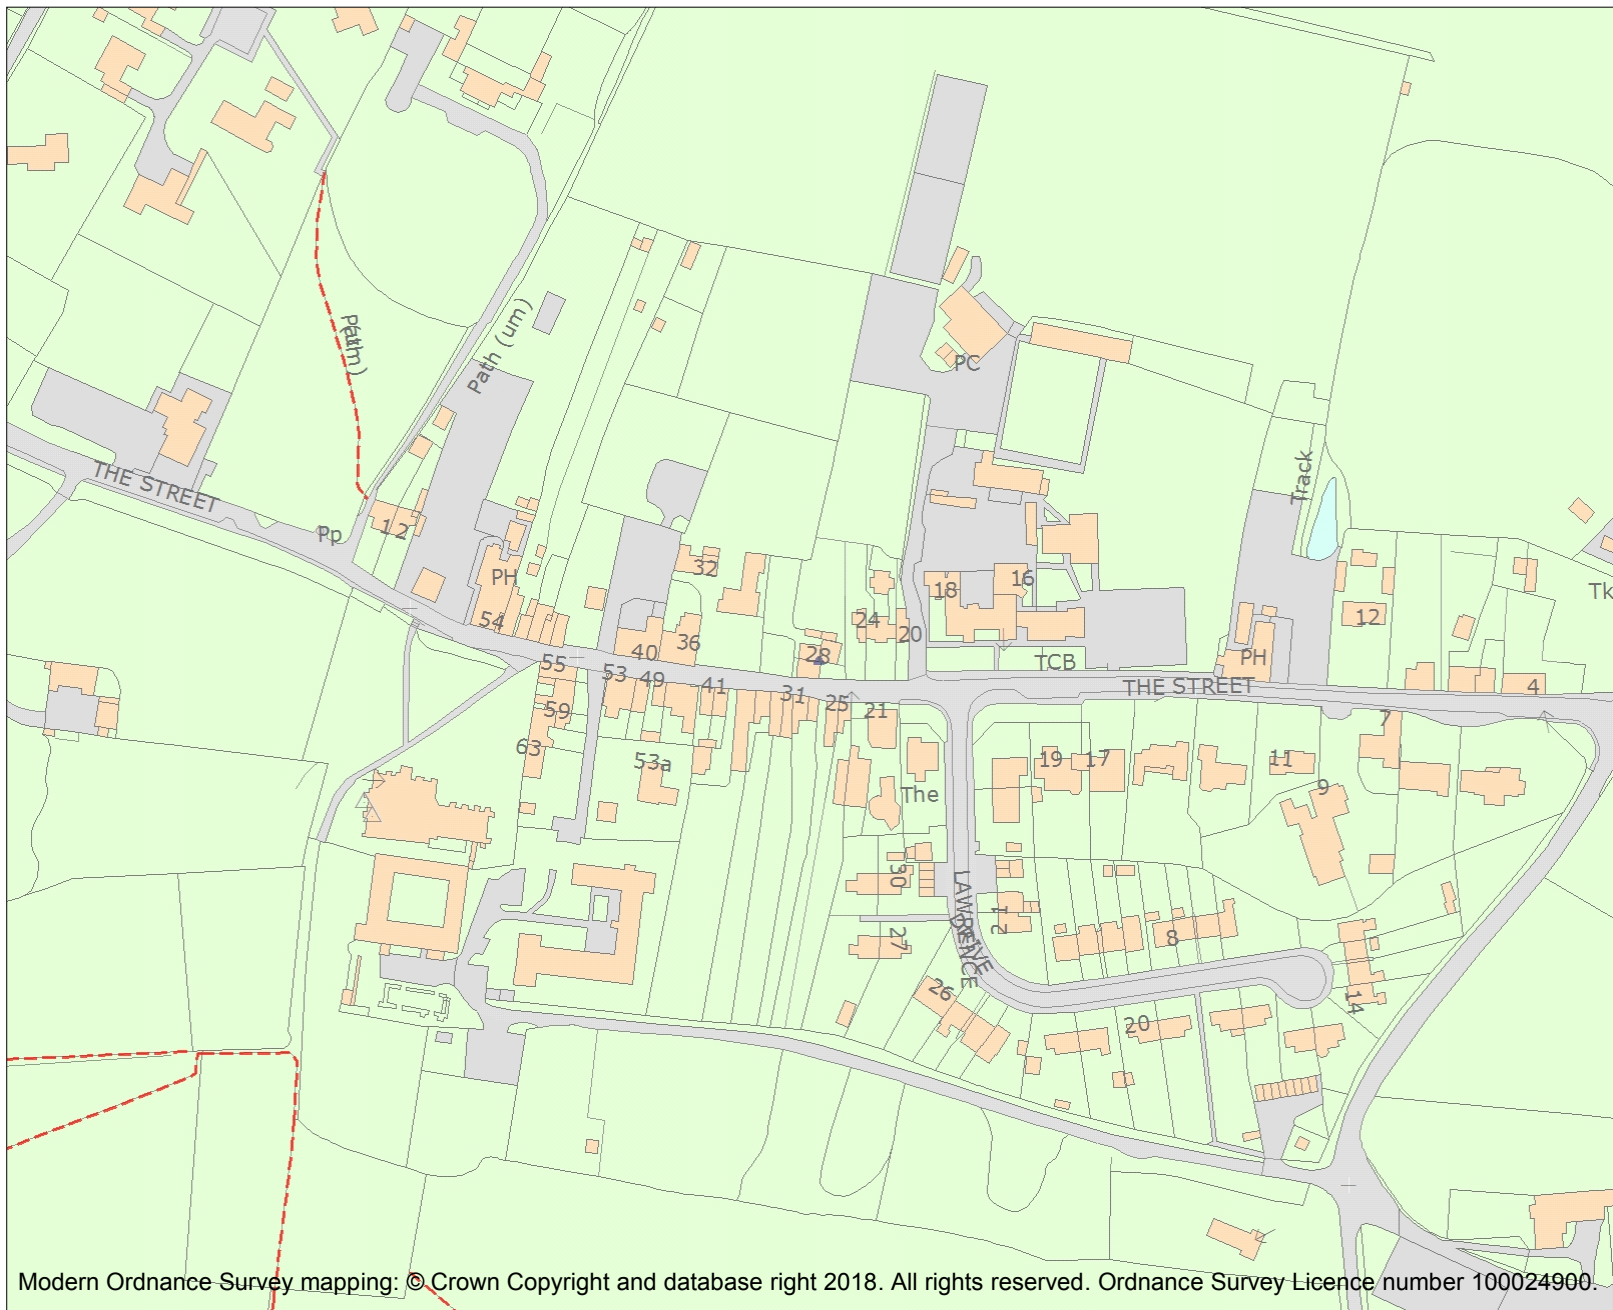 Path (um)
Path (um)
PC
THE STREET
Track
Pp
12
PH
54
32
18
16
24
20
12
Tk
28
40
36
TCB
PH
55
53
49
41
31
25
21
THE STREET
4
7
59
63
53a
The
19
17
11
9
30
27
LAWRENCE
DRIVE
1
2
8
26
20
14
Modern Ordnance Survey mapping: © Crown Copyright and database right 2018. All rights reserved. Ordnance Survey Licence number 100024900.